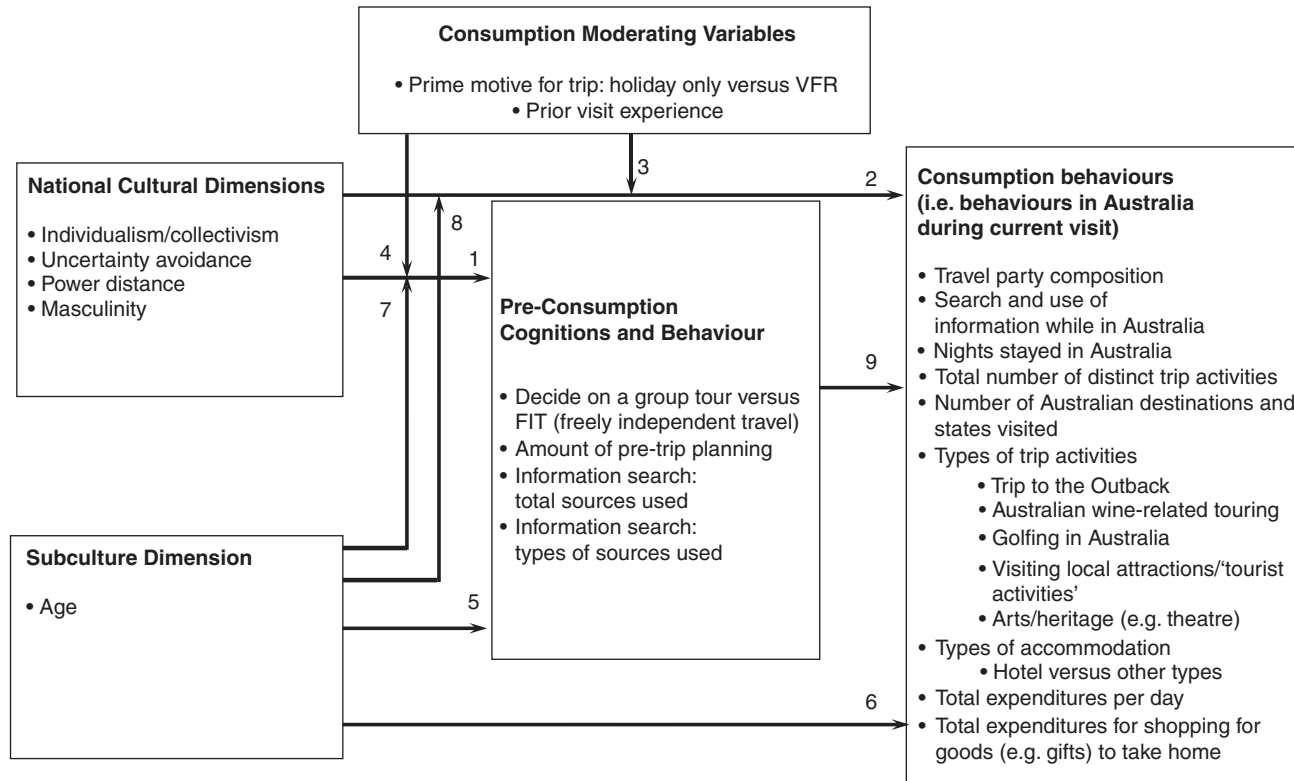 Consumption Moderating Variables
• Prime motive for trip: holiday only versus VFR
• Prior visit experience
National Cultural Dimensions
• Individualism/collectivism
• Uncertainty avoidance
• Power distance
• Masculinity
3
2
8
4
1
7
Pre-Consumption
Cognitions and Behaviour
• Decide on a group tour versus
FIT (freely independent travel)
• Amount of pre-trip planning
• Information search:
total sources used
• Information search:
types of sources used
9
Subculture Dimension
• Age
5
6
Consumption behaviours
(i.e. behaviours in Australia
during current visit)
• Travel party composition
• Search and use of
information while in Australia
• Nights stayed in Australia
• Total number of distinct trip activities
• Number of Australian destinations and
states visited
• Types of trip activities
• Trip to the Outback
• Australian wine-related touring
• Golfing in Australia
• Visiting local attractions/‘tourist
activities’
• Arts/heritage (e.g. theatre)
• Types of accommodation
• Hotel versus other types
• Total expenditures per day
• Total expenditures for shopping for
goods (e.g. gifts) to take home